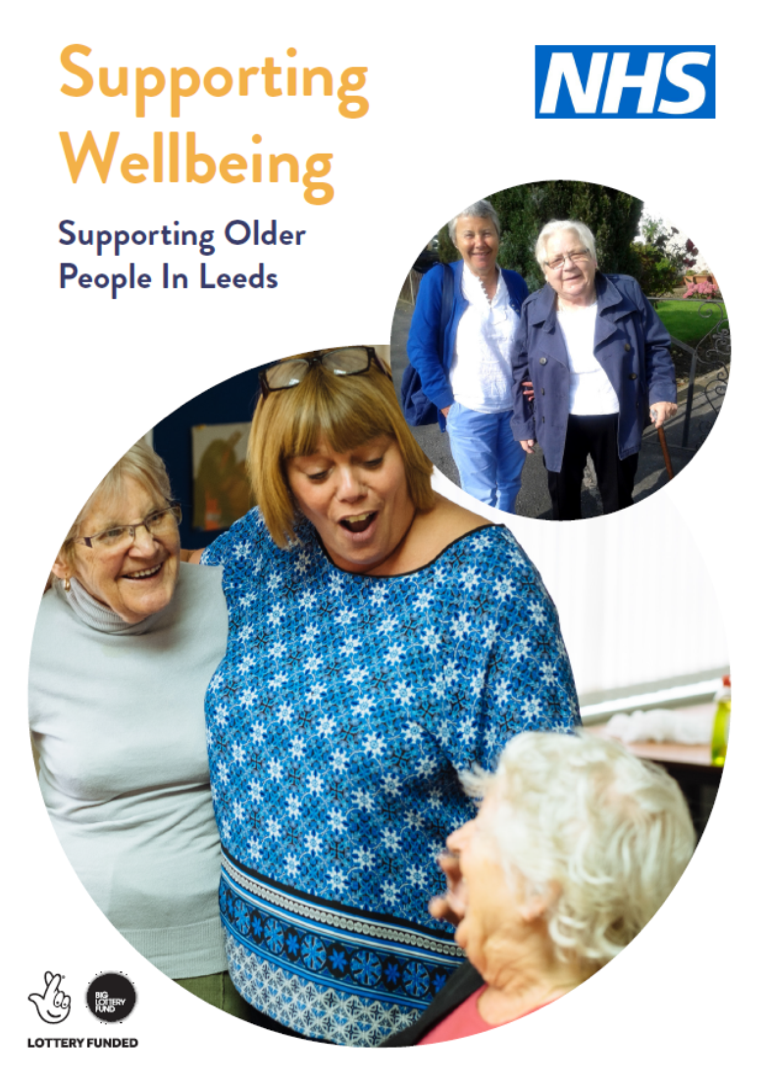 Supporting
Wellbeing
NHS
Supporting Older
People In Leeds
BIG
LOTTERY
FUND
LOTTERY FUNDED